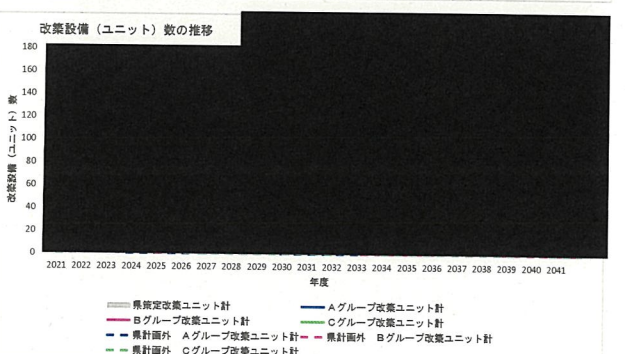 改築設備（ユニット）数の推移
改築設備（ユニット）数
180
160
140
120
100
80
60
40
20
0
2021 2022 2023 2024 2025 2026 2027 2028 2029 2030 2031 2032 2033 2034 2035 2036 2037 2038 2039 2040 2041
年度
県策定改築ユニット計
Aグループ改築ユニット計
Bグループ改築ユニット計
Cグループ改築ユニット計
県計画外 Aグループ改築ユニット計
県計画外 Bグループ改築ユニット計
県計画外 Cグループ改築ユニット計